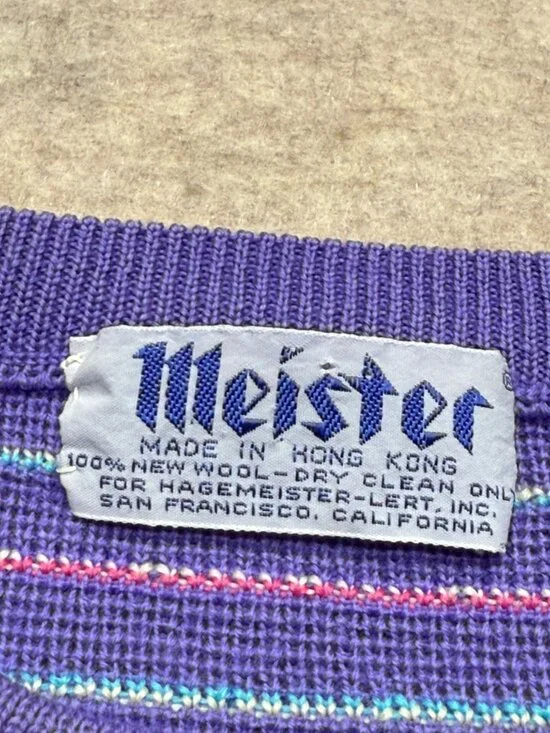 Meister®
MADE IN HONG KONG
100% NEW WOOL-DRY CLEAN ONLY
FOR HAGEMEISTER-LERT, INC.
SAN FRANCISCO, CALIFORNIA